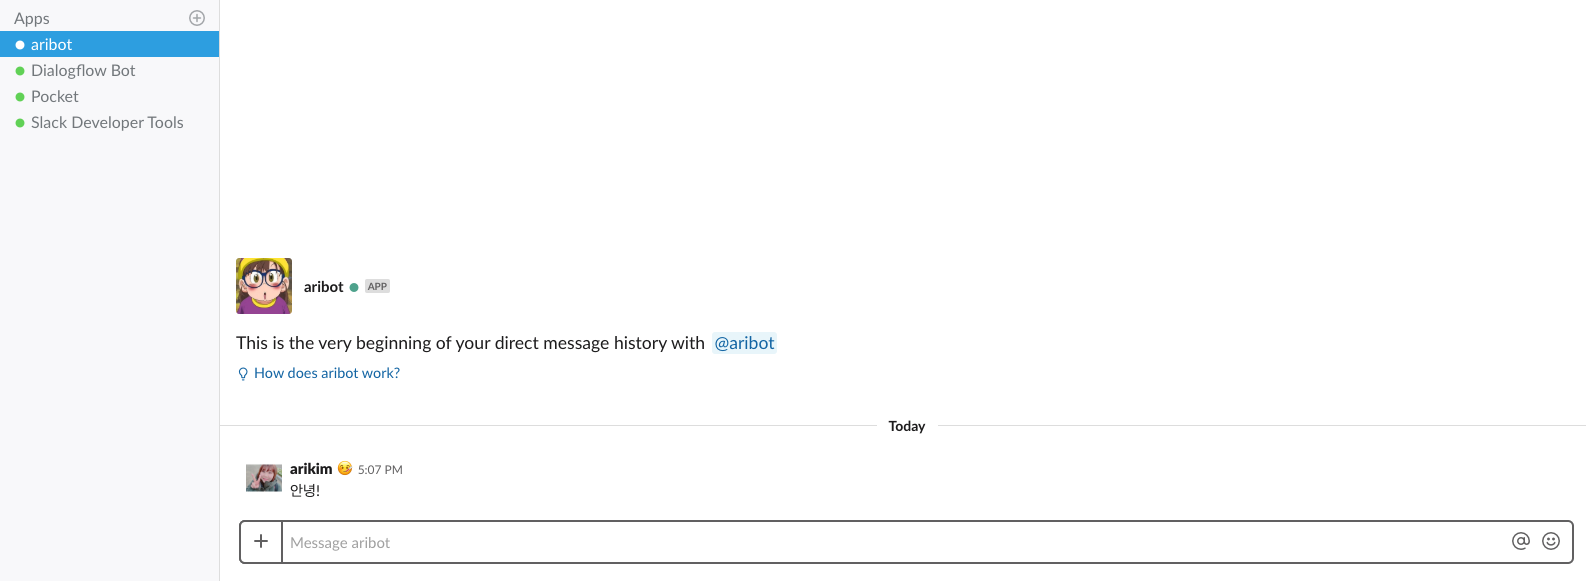 Apps
aribot
Dialogflow Bot
Pocket
Slack Developer Tools
aribot APP
This is the very beginning of your direct message history with @aribot
How does aribot work?
Today
arikim 5:07 PM
안녕!
Message aribot